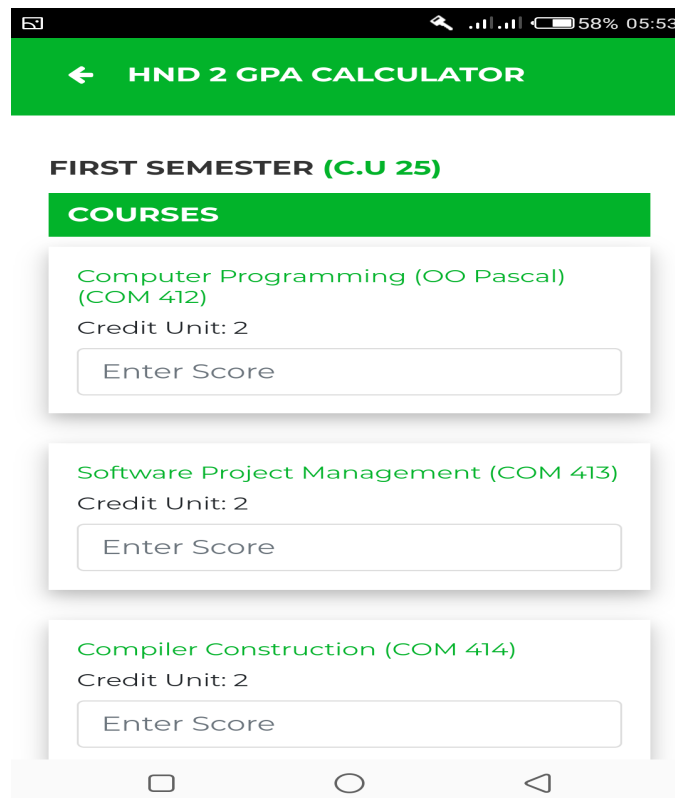 58% 05:53
HND 2 GPA CALCULATOR
FIRST SEMESTER (C.U 25)
COURSES
Computer Programming (OO Pascal)
(COM 412)
Credit Unit: 2
Enter Score
Software Project Management (COM 413)
Credit Unit: 2
Enter Score
Compiler Construction (COM 414)
Credit Unit: 2
Enter Score